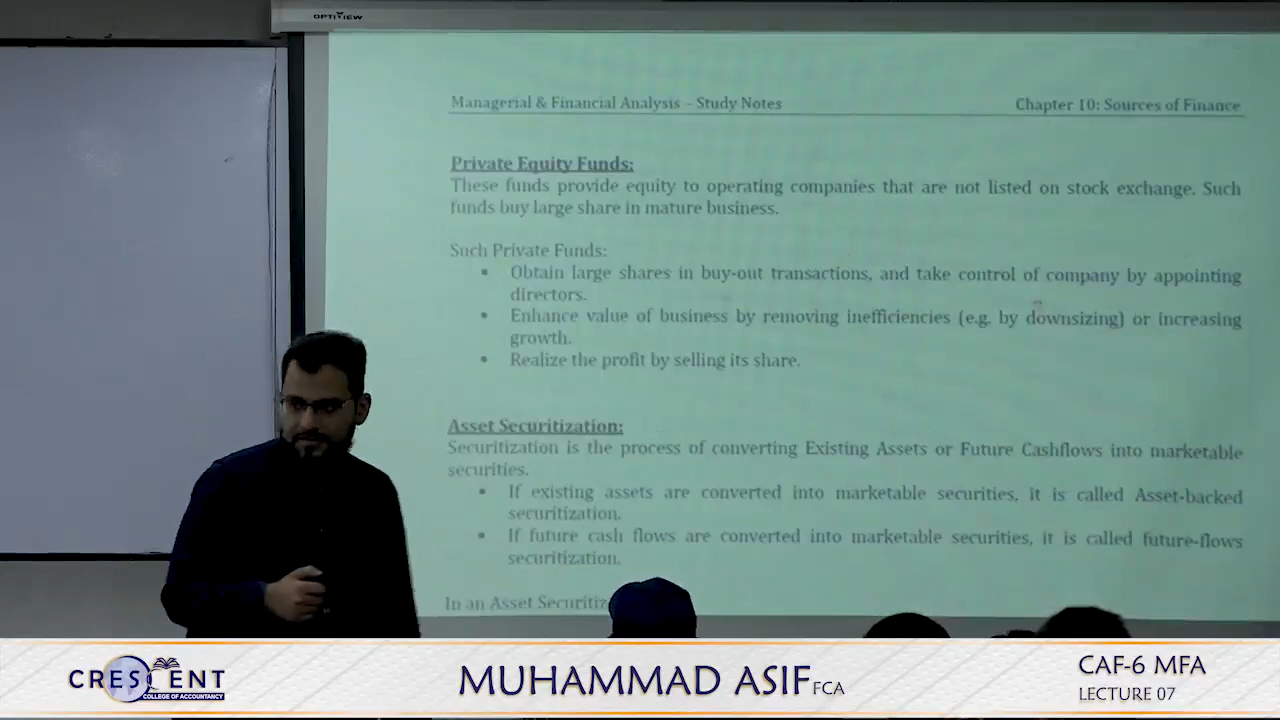 OPTIVIEW
Managerial & Financial Analysis – Study Notes
Chapter 10: Sources of Finance
Private Equity Funds:
These funds provide equity to operating companies that are not listed on stock exchange. Such
funds buy large share in mature business.
Such Private Funds:
• Obtain large shares in buy-out transactions, and take control of company by appointing
directors.
• Enhance value of business by removing inefficiencies (e.g. by downsizing) or increasing
growth.
• Realize the profit by selling its share.
Asset Securitization:
Securitization is the process of converting Existing Assets or Future Cashflows into marketable
securities.
• If existing assets are converted into marketable securities, it is called Asset-backed
securitization.
• If future cash flows are converted into marketable securities, it is called future-flows
securitization.
In an Asset Securitiz
CRESCENT
COLLEGE OF ACCOUNTANCY
MUHAMMAD ASIF FCA
CAF-6 MFA
LECTURE 07